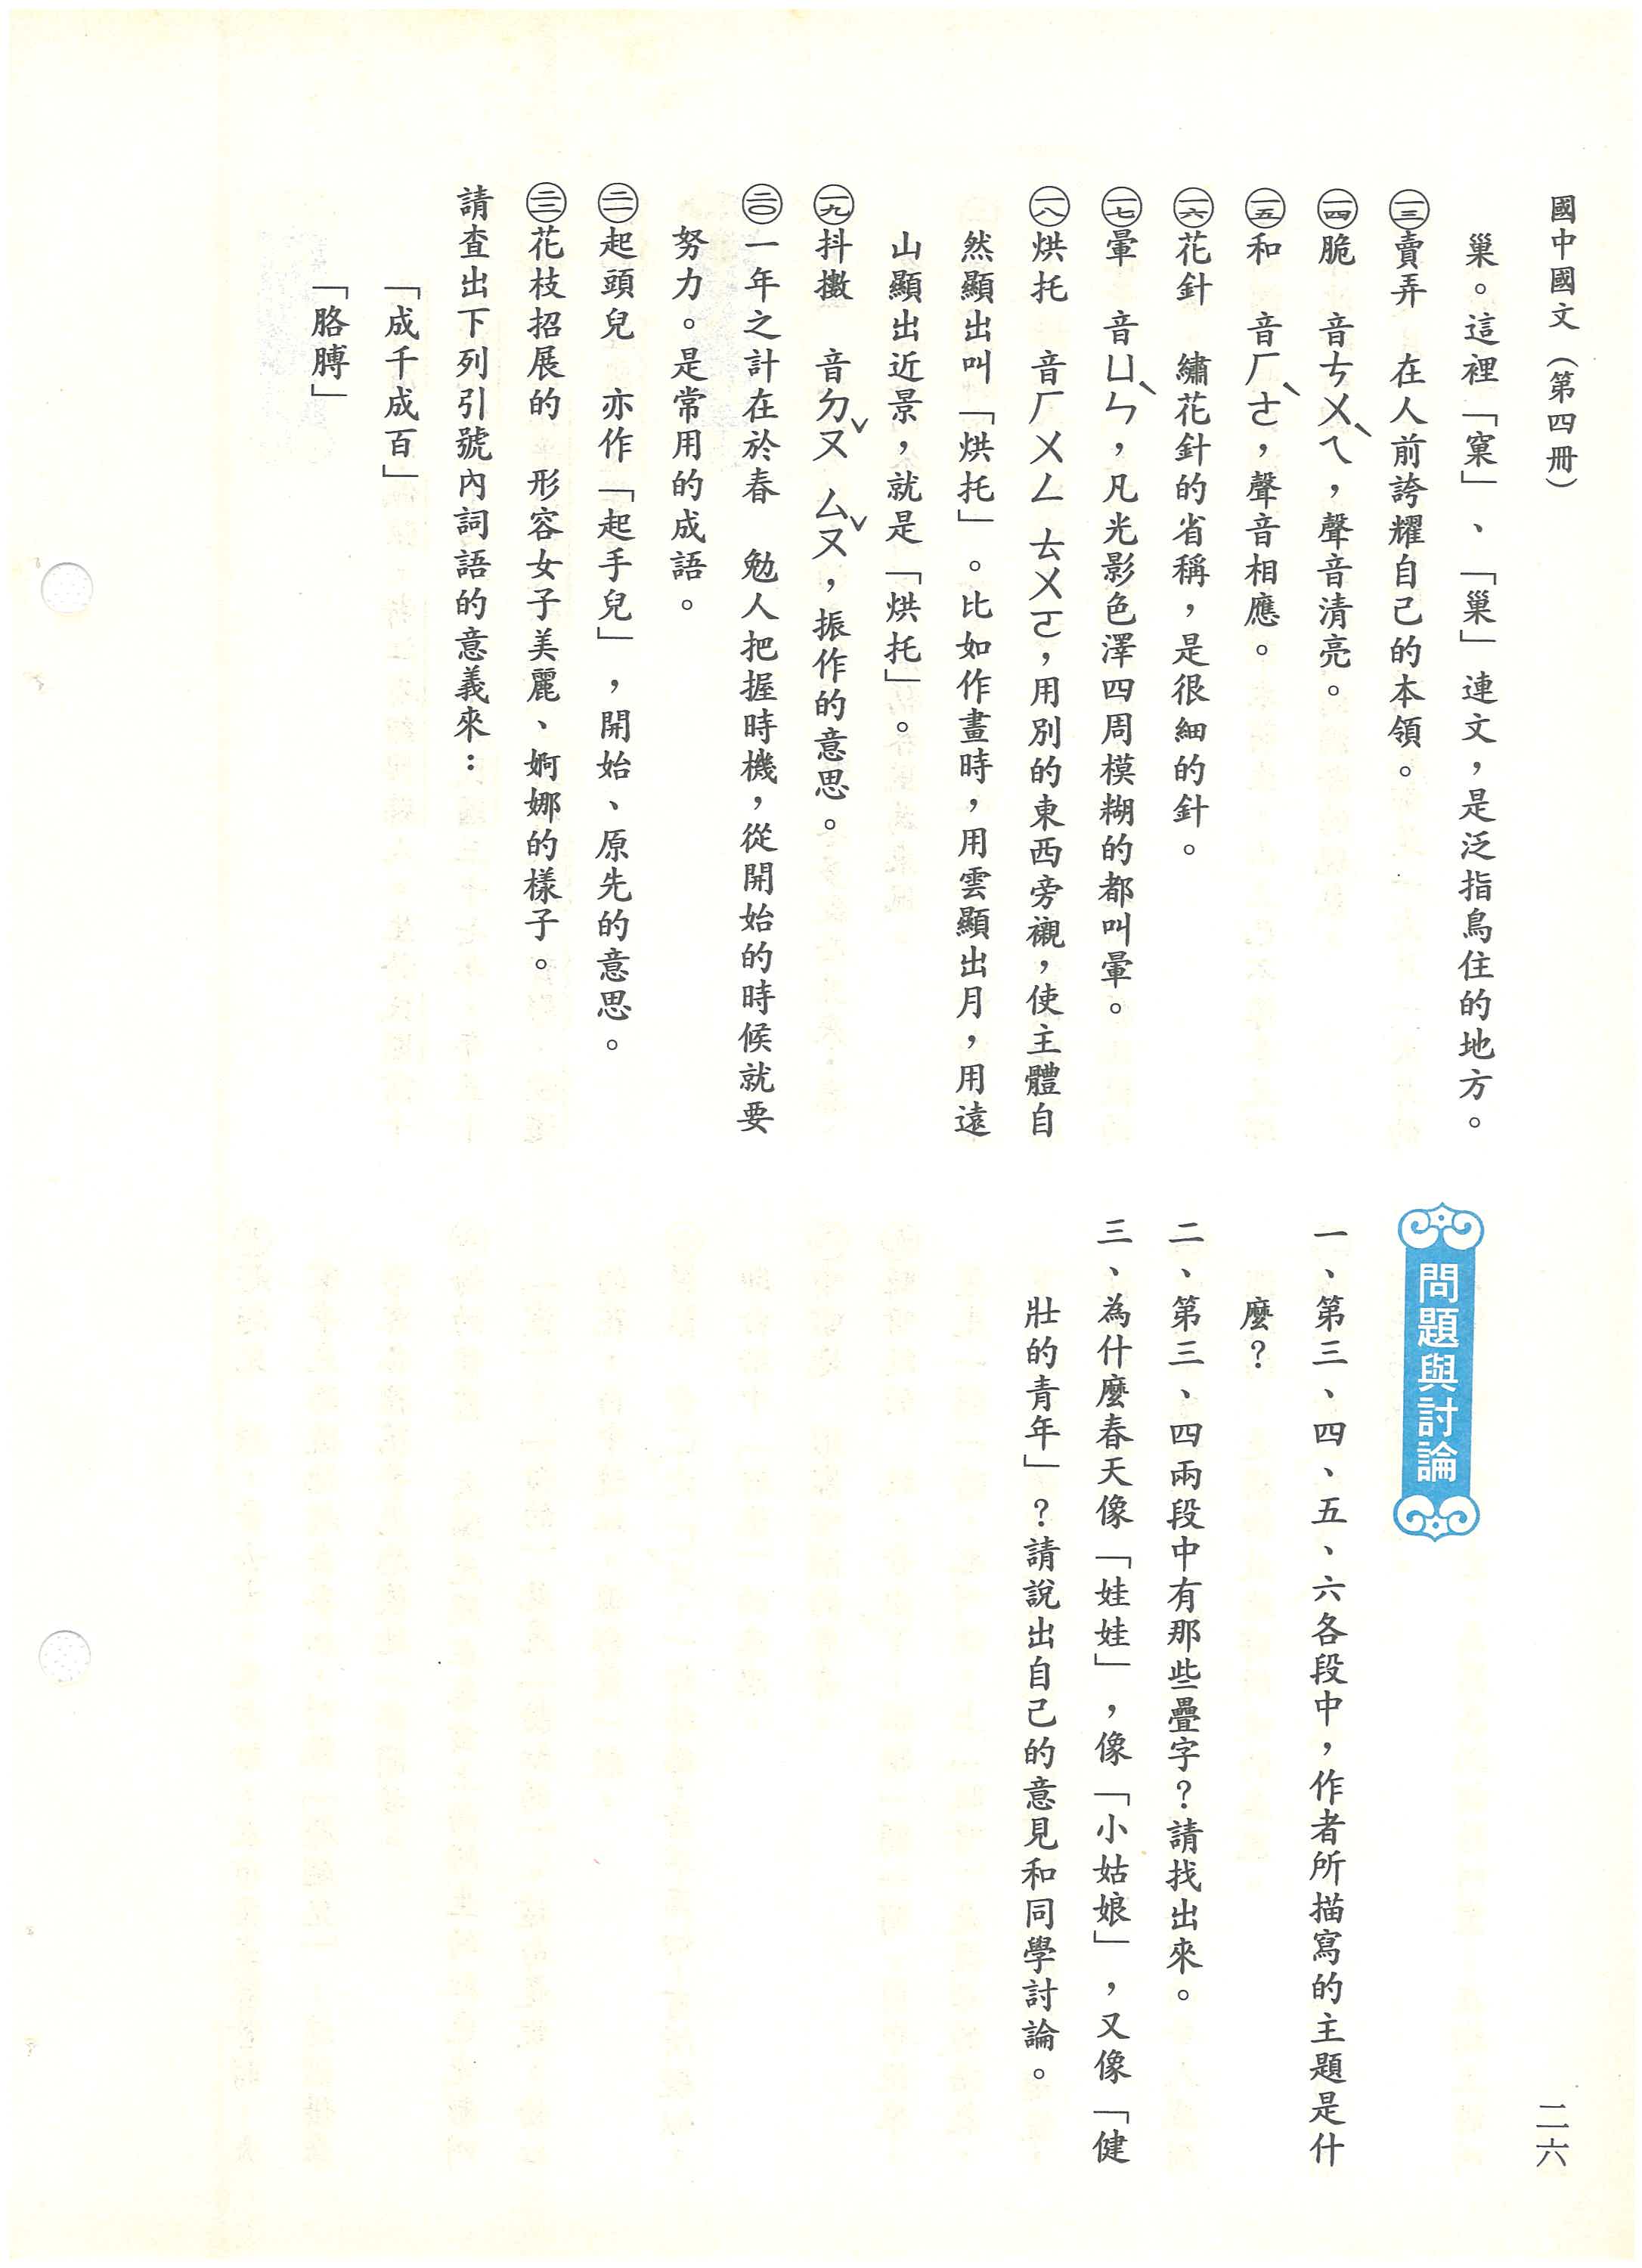 國中國文(第四冊)
二六
巢。這裡「窠」、「巢」連文，是泛指鳥住的地方。
㊀㊂賣弄　在人前誇耀自己的本領。
㊀㊃脆　音ㄘㄨㄟˋ，聲音清亮。
㊀㊄和　音ㄏㄜˋ，聲音相應。
㊀㊅花針　繡花針的省稱，是很細的針。
㊀㊆暈　音ㄩㄣˋ，凡光影色澤四周模糊的都叫暈。
㊀㊇烘托　音ㄏㄨㄥ ㄊㄨㄛ，用別的東西旁襯，使主體自
然顯出叫「烘托」。比如作畫時，用雲顯出月，用遠
山顯出近景，就是「烘托」。
㊀㊈抖擻　音ㄉㄡˇ ㄙㄡˇ，振作的意思。
㊁〇一年之計在於春　勉人把握時機，從開始的時候就要
努力。是常用的成語。
㊁㊀起頭兒　亦作「起手兒」，開始、原先的意思。
㊁㊂花枝招展的　形容女子美麗、婀娜的樣子。
請查出下列引號內詞語的意義來：
「成千成百」
「胳膊」
問題與討論
一、第三、四、五、六各段中，作者所描寫的主題是什
麼？
二、第三、四兩段中有那些疊字？請找出來。
三、為什麼春天像「娃娃」，像「小姑娘」，又像「健
壯的青年」？請說出自己的意見和同學討論。